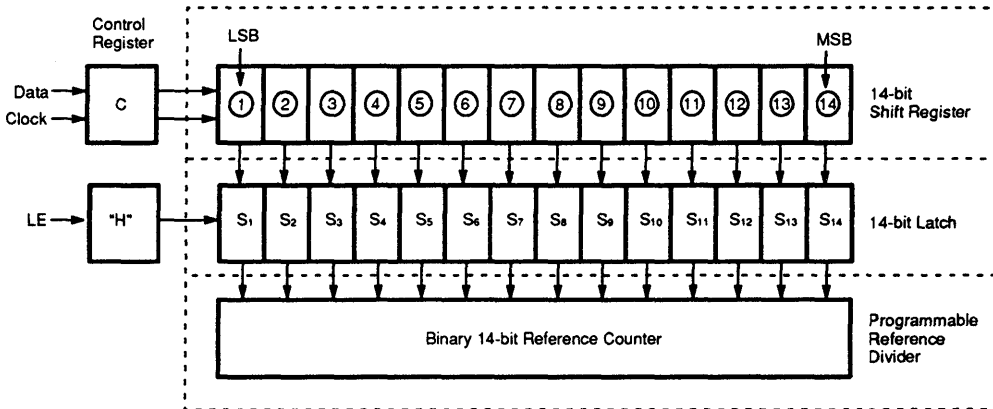 Control
Register
LSB
MSB
Data
Clock
C
1 2 3 4 5 6 7 8 9 10 11 12 13 14
14-bit
Shift Register
LE
"H"
S1 S2 S3 S4 S5 S6 S7 S8 S9 S10 S11 S12 S13 S14
14-bit Latch
Binary 14-bit Reference Counter
Programmable
Reference
Divider